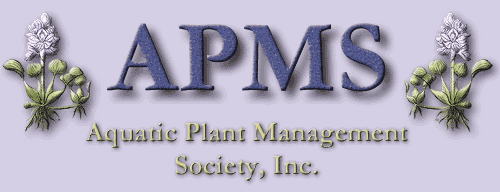 APMS
Aquatic Plant Management
Society, Inc.